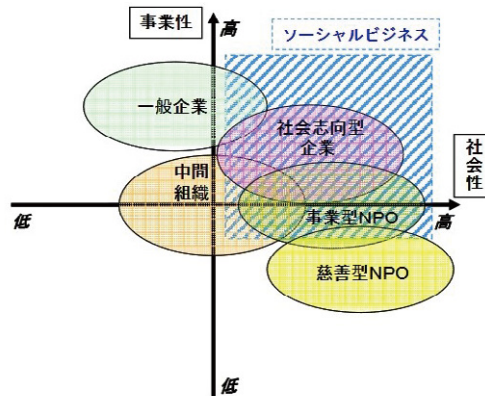 事業性
高
ソーシャルビジネス
一般企業
社会志向型
企業
社会性
中間
組織
低
事業型NPO
高
慈善型NPO
低